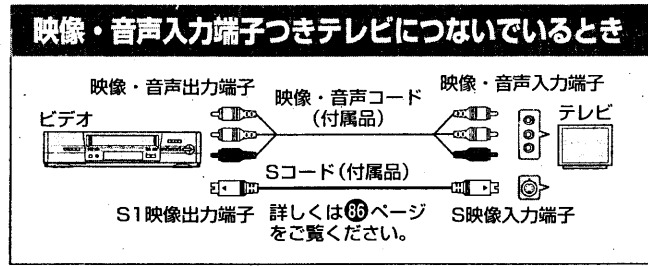 映像・音声入力端子つきテレビにつないでいるとき
映像・音声出力端子
映像・音声入力端子
ビデオ
映像・音声コード
(付属品)
テレビ
Sコード(付属品)
S1映像出力端子
詳しくは86ページ
をご覧ください。
S映像入力端子